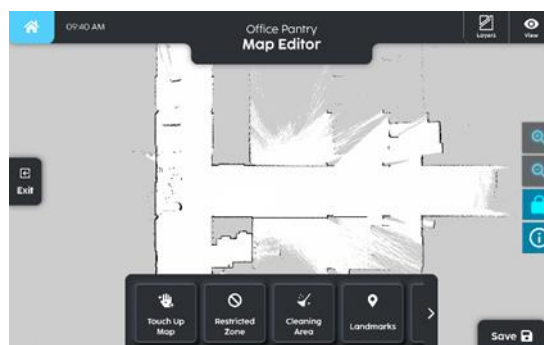 09:40 AM
Office Pantry
Map Editor
Layers
View
Exit
Touch Up
Map
Restricted
Zone
Cleaning
Area
Landmarks
Save